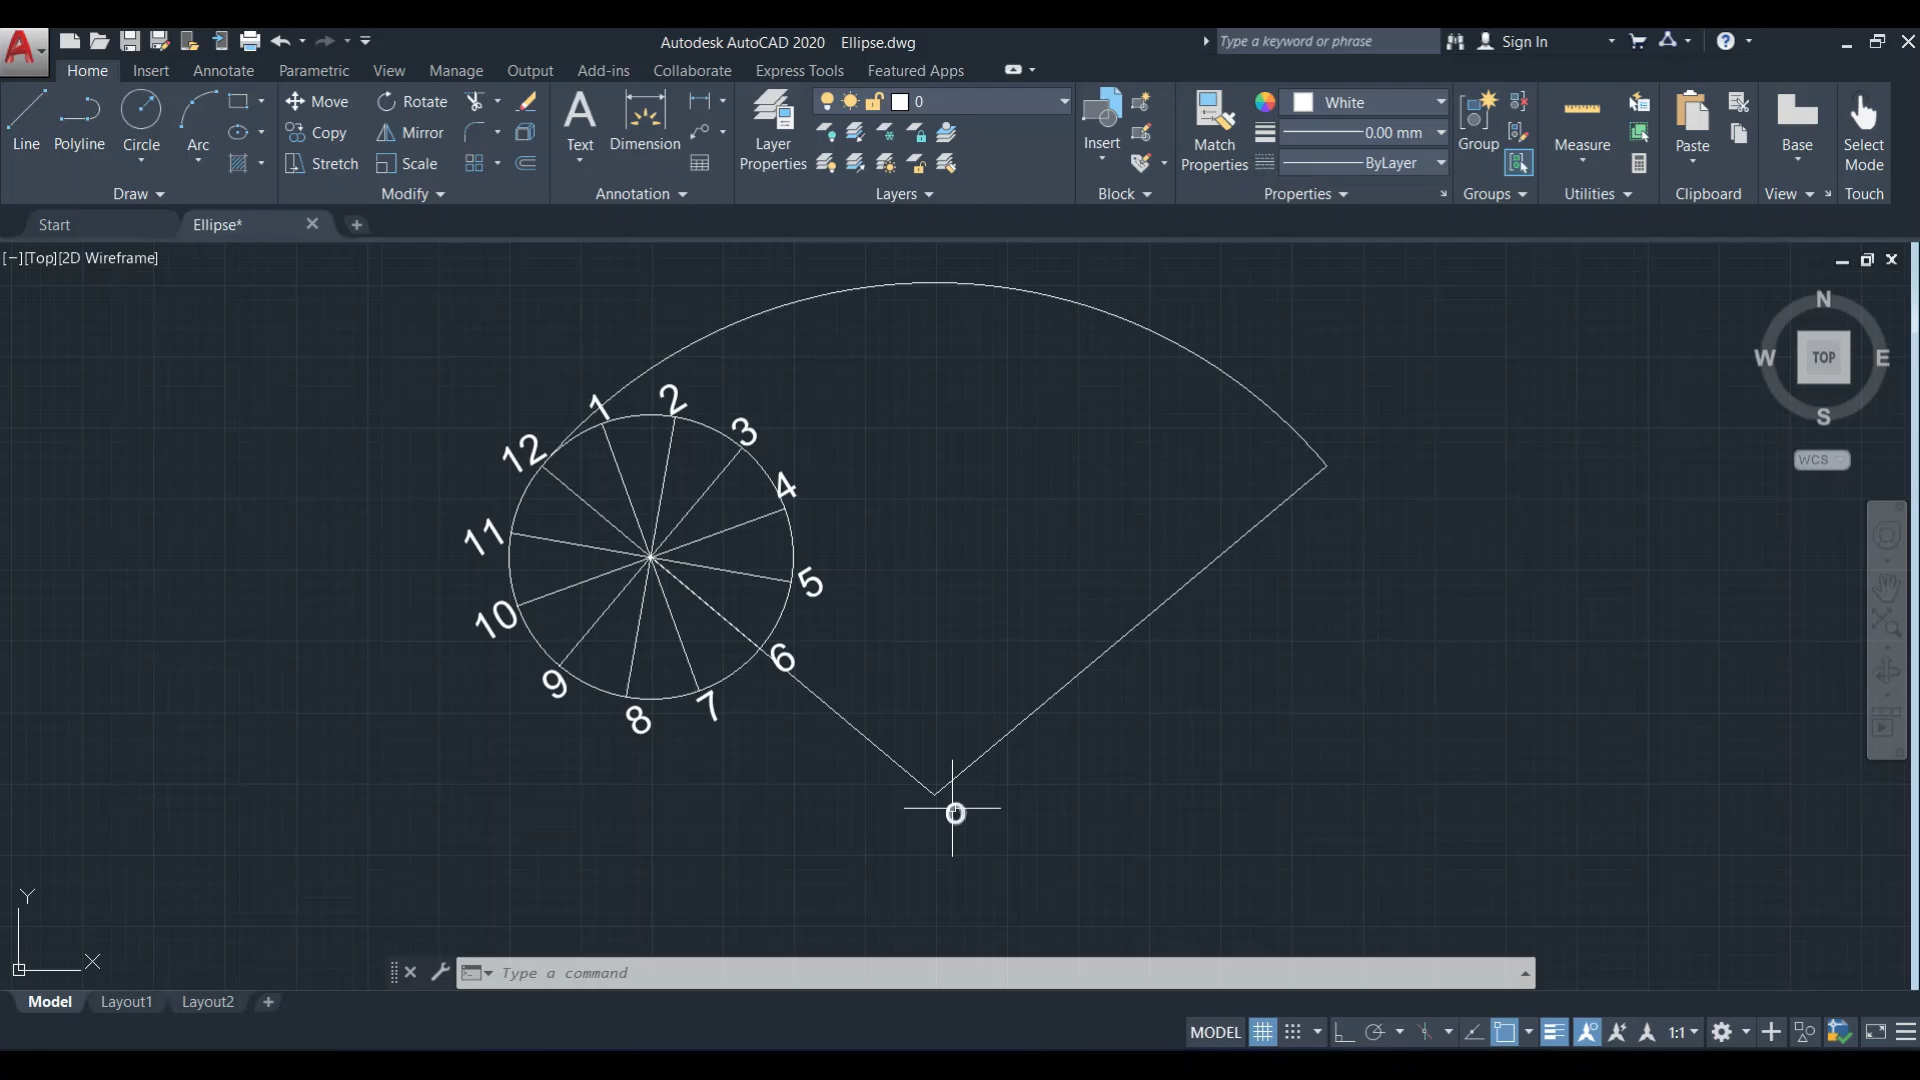 Autodesk AutoCAD 2020 Ellipse.dwg
Type a keyword or phrase
Sign In
Home Insert Annotate Parametric View Manage Output Add-ins Collaborate Express Tools Featured Apps
Line Polyline Circle Arc
Draw
Move Rotate
Copy Mirror
Stretch Scale
Modify
Text Dimension
Annotation
Layer
Properties
0
Layers
Insert
Block
Match
Properties
White
0.00 mm
ByLayer
Properties
Group
Groups
Measure
Utilities
Paste
Clipboard
Base
View
Select
Mode
Touch
Start Ellipse*
[−][Top][2D Wireframe]
N
W TOP E
S
WCS
1
2
3
4
5
6
7
8
9
10
11
12
O
Y
X
Type a command
Model Layout1 Layout2
MODEL 1:1